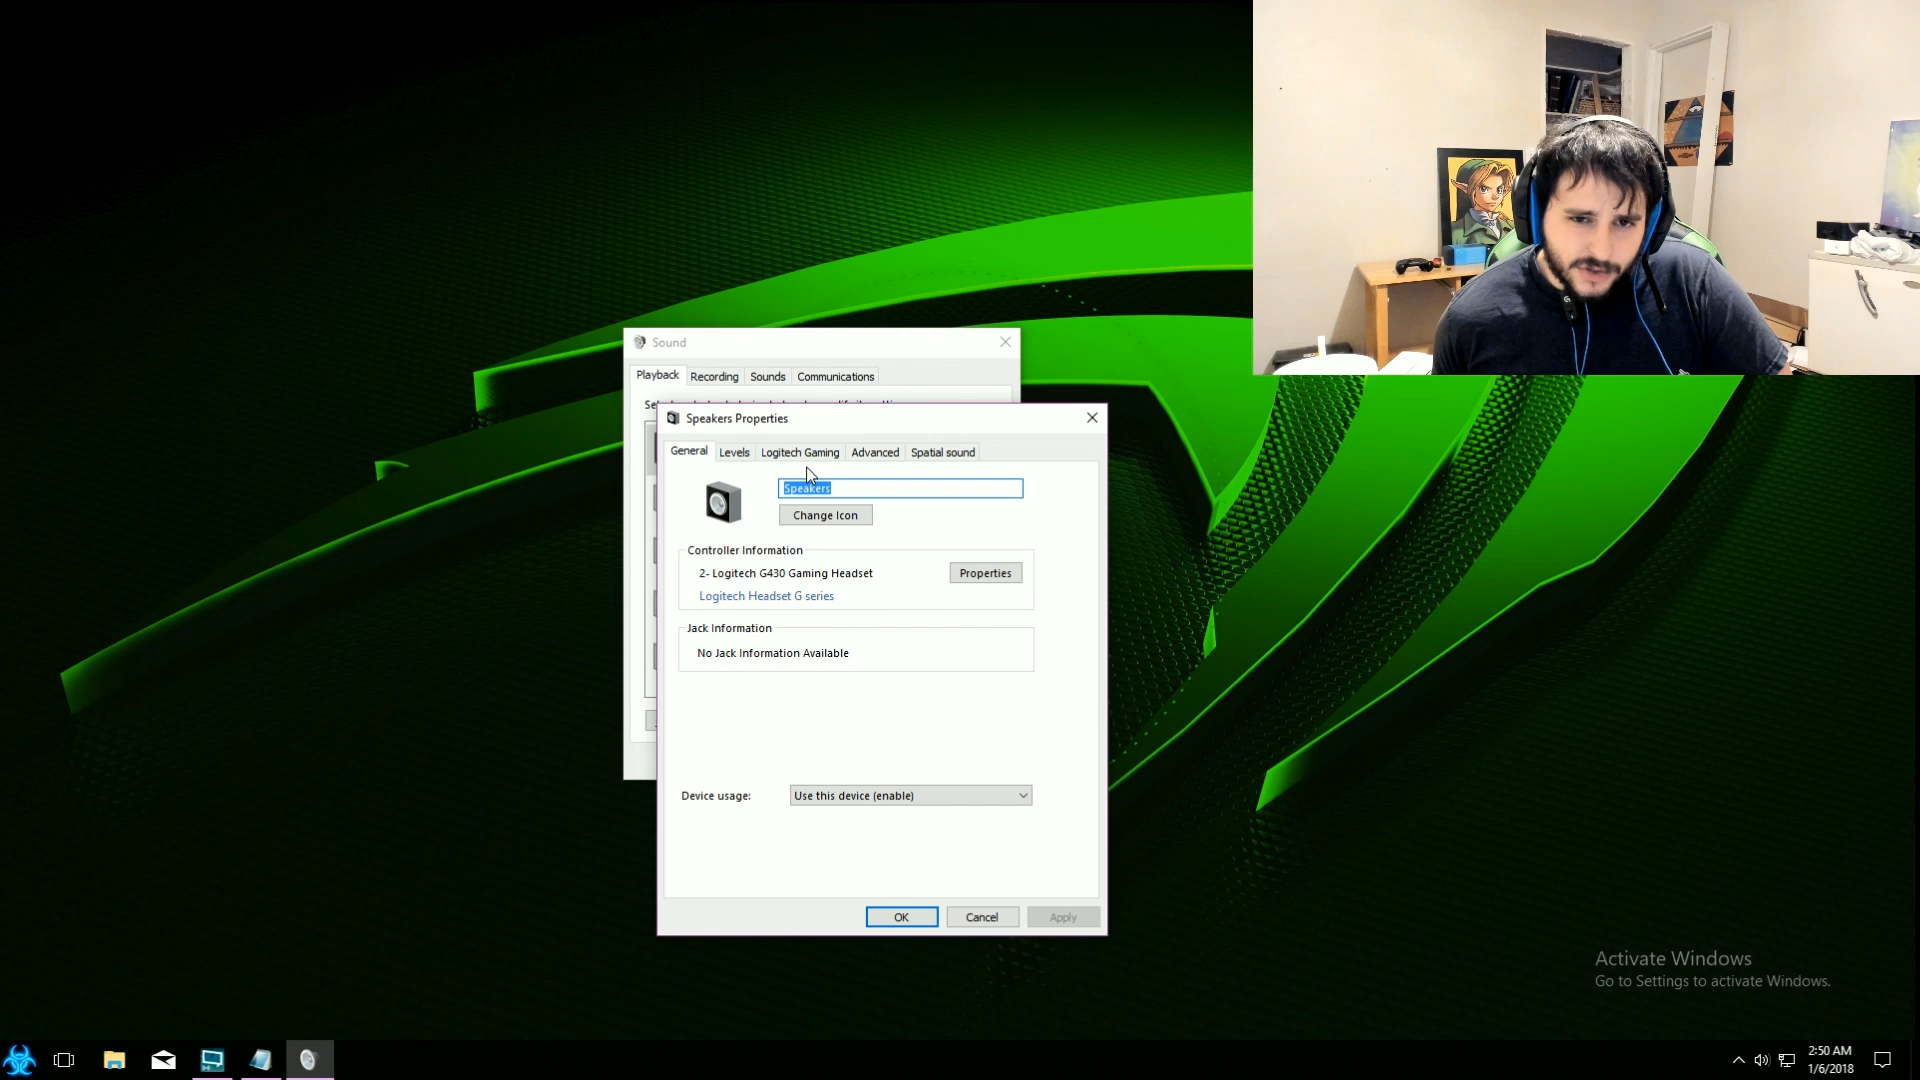 Sound
Playback
Recording
Sounds
Communications
Speakers Properties
General
Levels
Logitech Gaming
Advanced
Spatial sound
Speakers
Change Icon
Controller Information
2- Logitech G430 Gaming Headset
Properties
Logitech Headset G series
Jack Information
No Jack Information Available
Device usage:
Use this device (enable)
OK
Cancel
Apply
Activate Windows
Go to Settings to activate Windows.
2:50 AM
1/6/2018